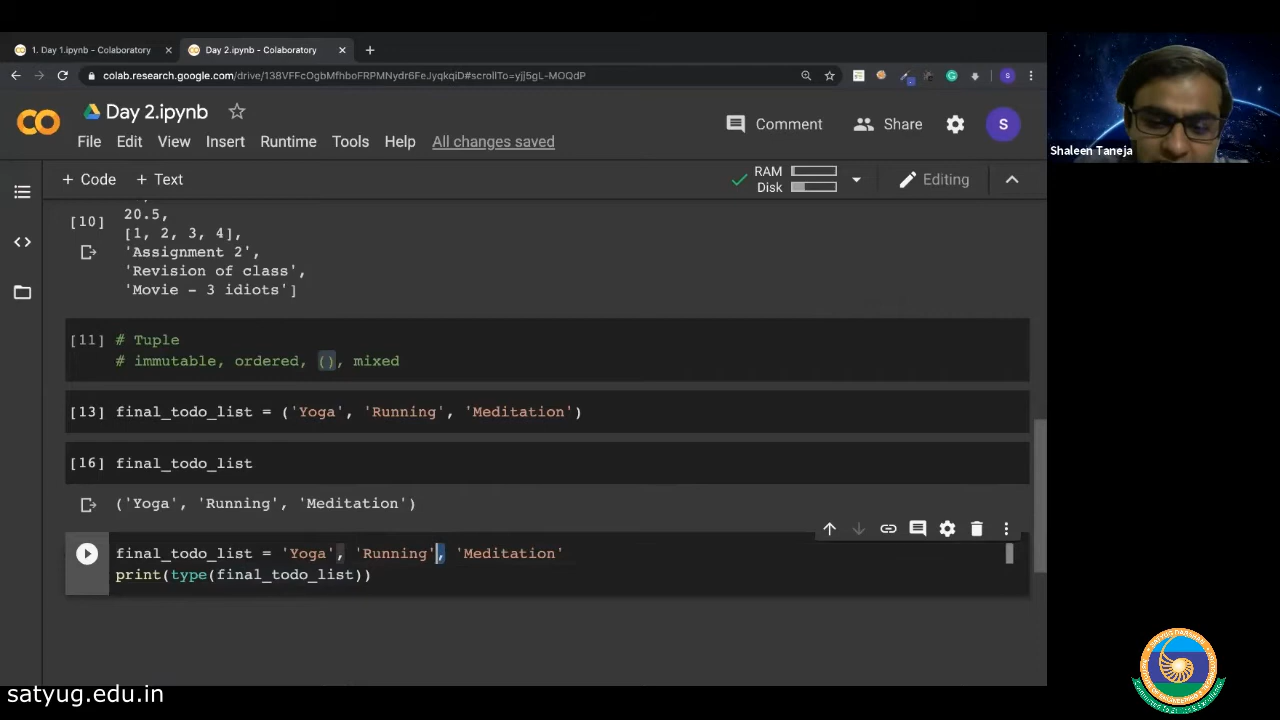 1. Day 1.ipynb - Colaboratory
Day 2.ipynb - Colaboratory
colab.research.google.com/drive/138VFFcOgbMfhboFRPMNydr6FeJyqkqiD#scrollTo=yjj5gL-MOQdP
Day 2.ipynb
File Edit View Insert Runtime Tools Help All changes saved
Comment
Share
S
+ Code + Text
RAM
Disk
Editing
20.5,
[10]
[1, 2, 3, 4],
'Assignment 2',
'Revision of class',
'Movie - 3 idiots']
[11] # Tuple
# immutable, ordered, (), mixed
[13] final_todo_list = ('Yoga', 'Running', 'Meditation')
[16] final_todo_list
('Yoga', 'Running', 'Meditation')
final_todo_list = 'Yoga', 'Running', 'Meditation'
print(type(final_todo_list))
Shaleen Taneja
satyug.edu.in